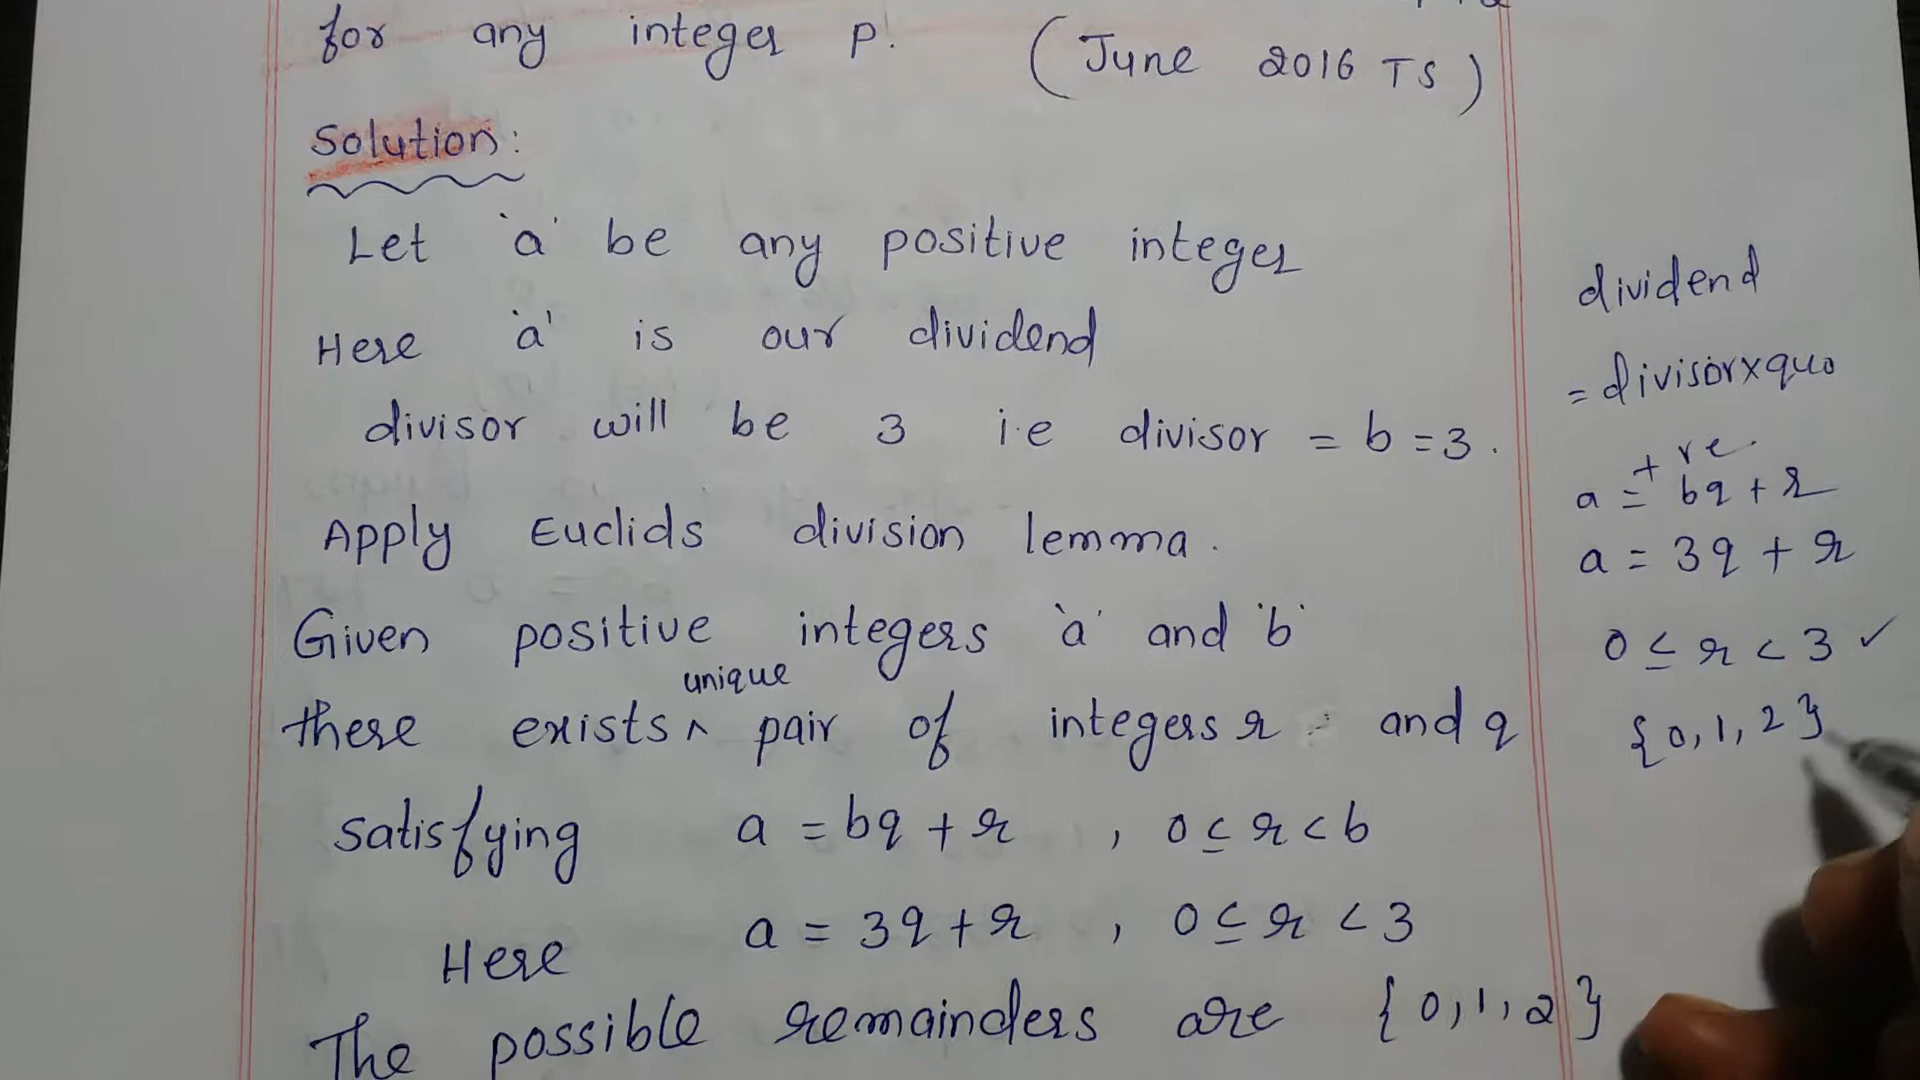 for any integer p.
(June 2016 TS)
Solution:
Let 'a' be any positive integer
Here 'a' is our dividend
divisor will be 3 i.e divisor = b = 3.
Apply Euclids division lemma.
Given positive integers 'a' and 'b'
unique
there exists ^ pair of integers r and q
satisfying a = bq + r , 0 ≤ r < b
Here a = 3q + r , 0 ≤ r < 3
The possible remainders are {0,1,2}
dividend
= divisor x quo
+ re
a = bq + r
a = 3q + r
0 ≤ r < 3 ✓
{0,1,2}